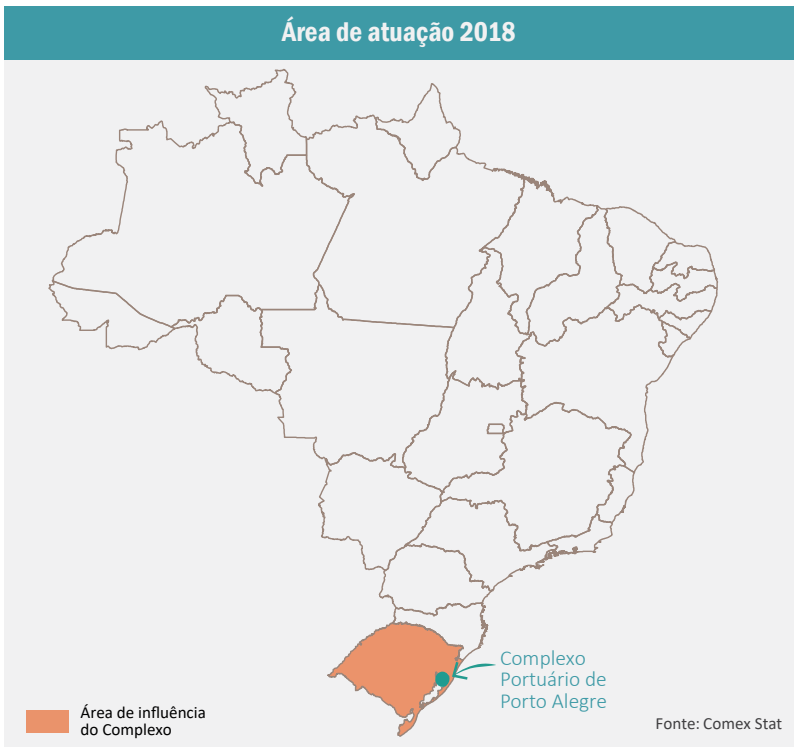 Área de atuação 2018
Complexo
Portuário de
Porto Alegre
Área de influência
do Complexo
Fonte: Comex Stat